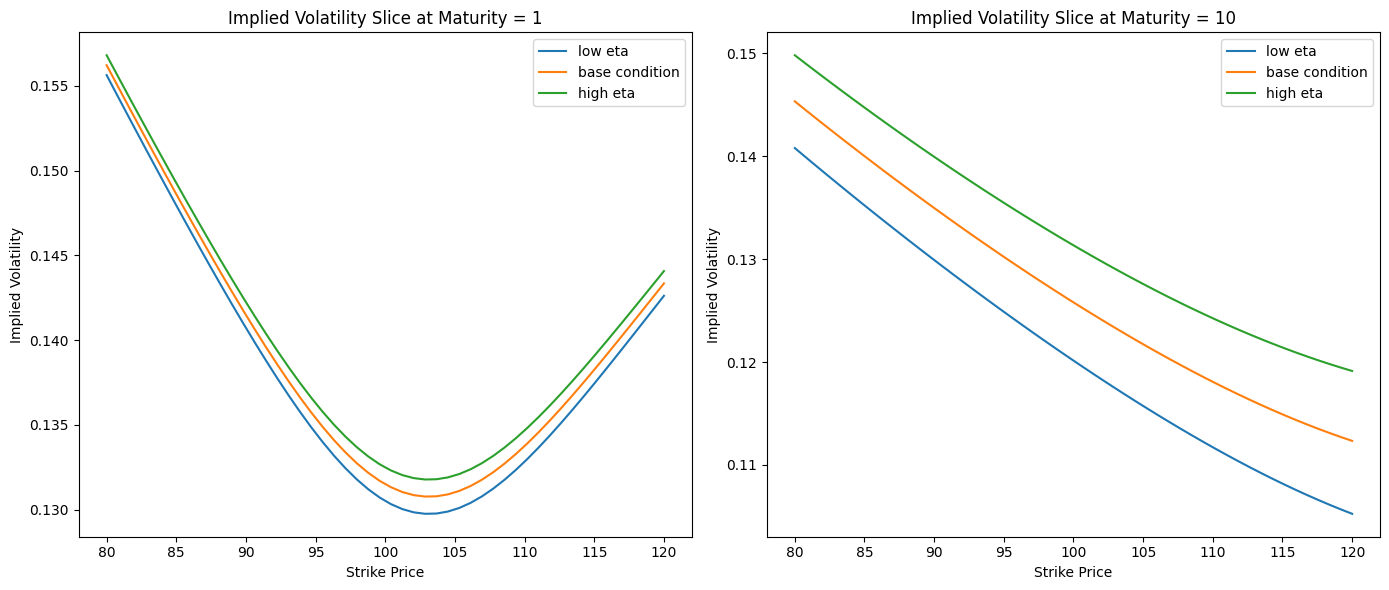 Implied Volatility Slice at Maturity = 1
low eta
base condition
high eta
Implied Volatility
0.155
0.150
0.145
0.140
0.135
0.130
80 85 90 95 100 105 110 115 120
Strike Price
Implied Volatility Slice at Maturity = 10
low eta
base condition
high eta
Implied Volatility
0.15
0.14
0.13
0.12
0.11
80 85 90 95 100 105 110 115 120
Strike Price